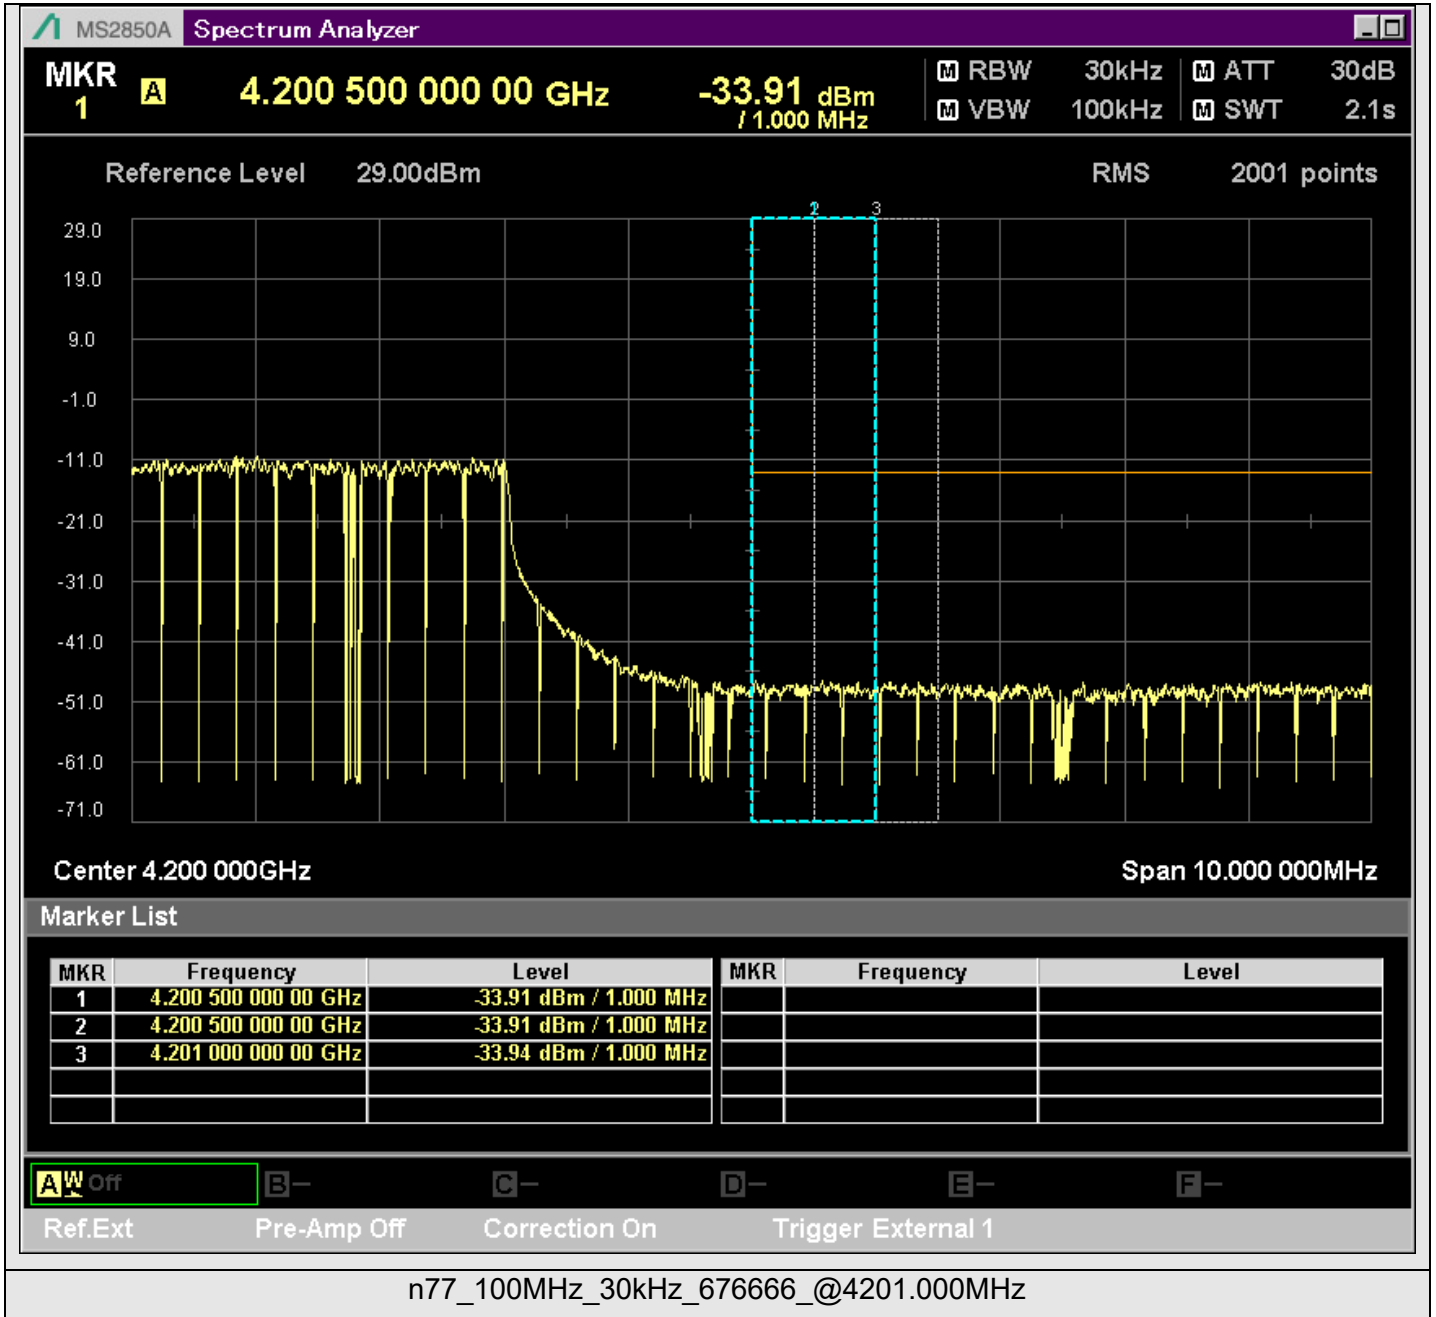 MS2850A Spectrum Analyzer
MKR 1 A 4.200 500 000 00 GHz -33.91 dBm / 1.000 MHz
M RBW 30kHz M ATT 30dB
M VBW 100kHz M SWT 2.1s
Reference Level 29.00dBm RMS 2001 points
2 3
29.0
19.0
9.0
-1.0
-11.0
-21.0
-31.0
-41.0
-51.0
-61.0
-71.0
Center 4.200 000GHz Span 10.000 000MHz
Marker List
MKR Frequency Level MKR Frequency Level
1 4.200 500 000 00 GHz -33.91 dBm / 1.000 MHz
2 4.200 500 000 00 GHz -33.91 dBm / 1.000 MHz
3 4.201 000 000 00 GHz -33.94 dBm / 1.000 MHz
A W Off B – C – D – E – F –
Ref.Ext Pre-Amp Off Correction On Trigger External 1
n77_100MHz_30kHz_676666_@4201.000MHz